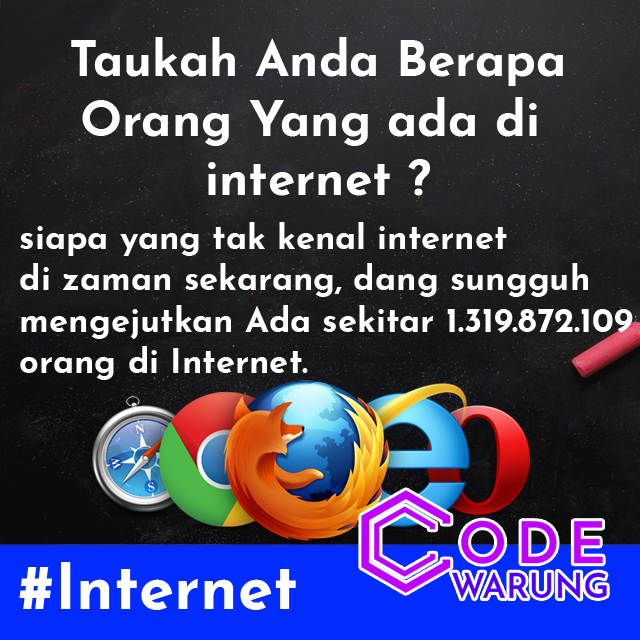 Taukah Anda Berapa
Orang Yang ada di
internet ?
siapa yang tak kenal internet
di zaman sekarang, dang sungguh
mengejutkan Ada sekitar 1.319.872.109
orang di Internet.
N
W
S
#Internet
CODE
WARUNG